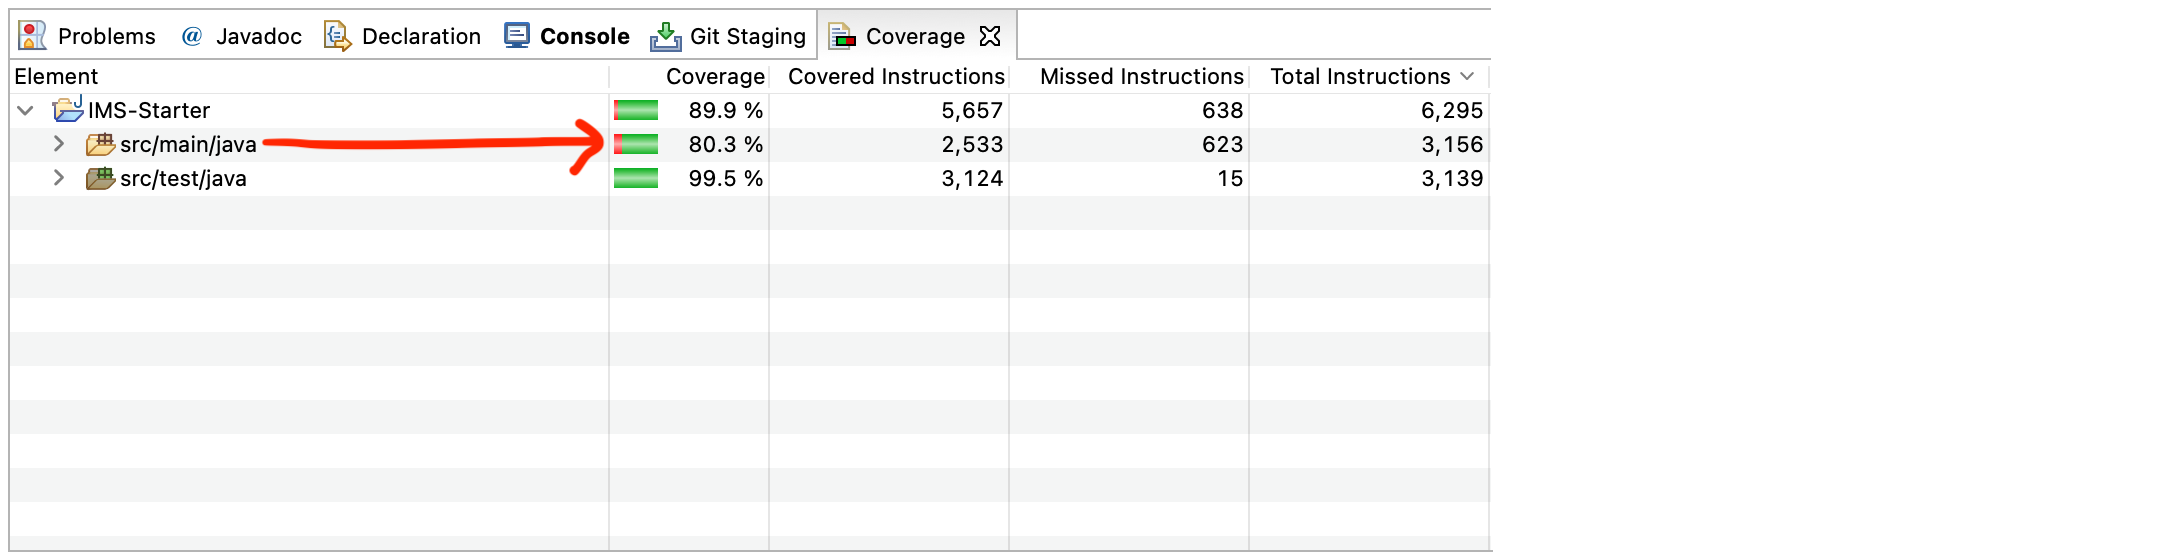 Problems @ Javadoc Declaration Console Git Staging Coverage
Element Coverage Covered Instructions Missed Instructions Total Instructions
IMS-Starter 89.9 % 5,657 638 6,295
src/main/java 80.3 % 2,533 623 3,156
src/test/java 99.5 % 3,124 15 3,139